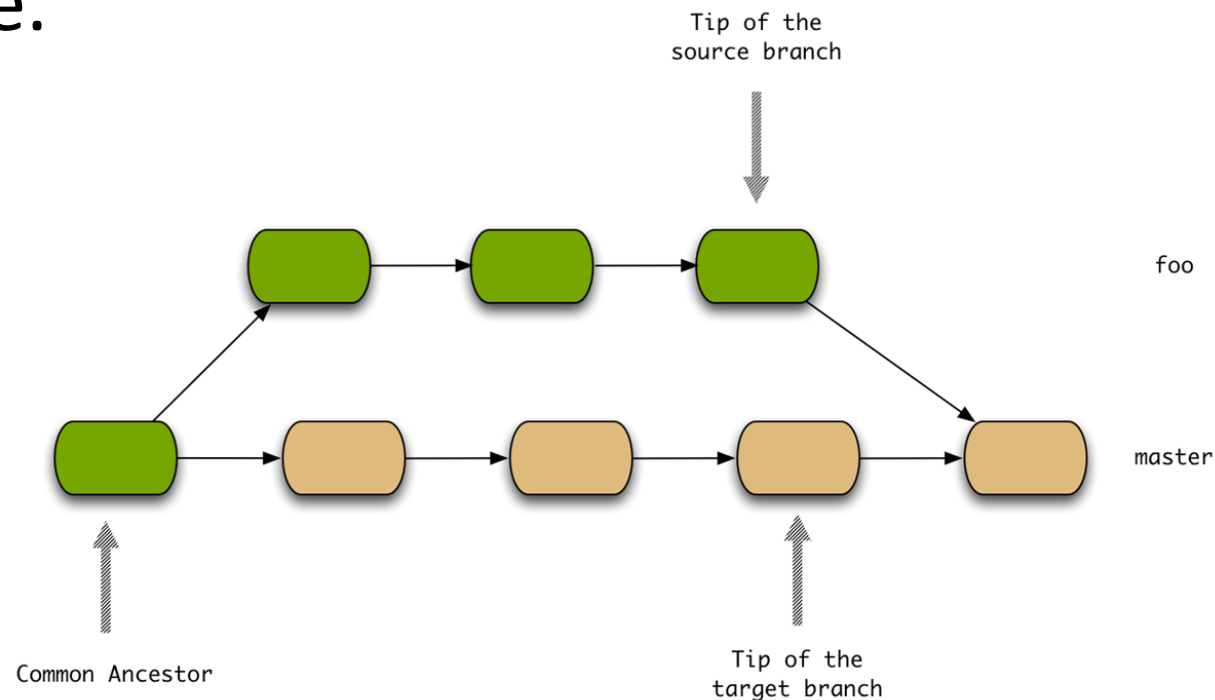 e.
Tip of the
source branch
foo
master
Common Ancestor
Tip of the
target branch